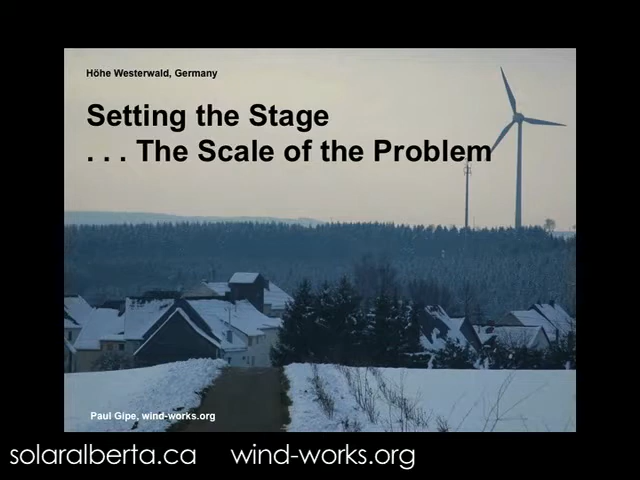 Höhe Westerwald, Germany
Setting the Stage
. . . The Scale of the Problem
Paul Gipe, wind-works.org
solaralberta.ca wind-works.org